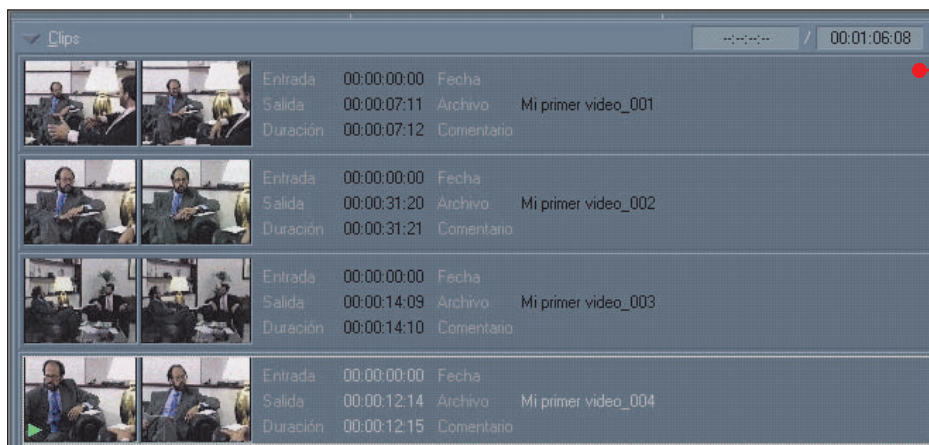 Clips --:--:--:-- / 00:01:06:08
Entrada 00:00:00:00 Fecha
Salida 00:00:07:11 Archivo Mi primer video_001
Duración 00:00:07:12 Comentario
Entrada 00:00:00:00 Fecha
Salida 00:00:31:20 Archivo Mi primer video_002
Duración 00:00:31:21 Comentario
Entrada 00:00:00:00 Fecha
Salida 00:00:14:09 Archivo Mi primer video_003
Duración 00:00:14:10 Comentario
Entrada 00:00:00:00 Fecha
Salida 00:00:12:14 Archivo Mi primer video_004
Duración 00:00:12:15 Comentario